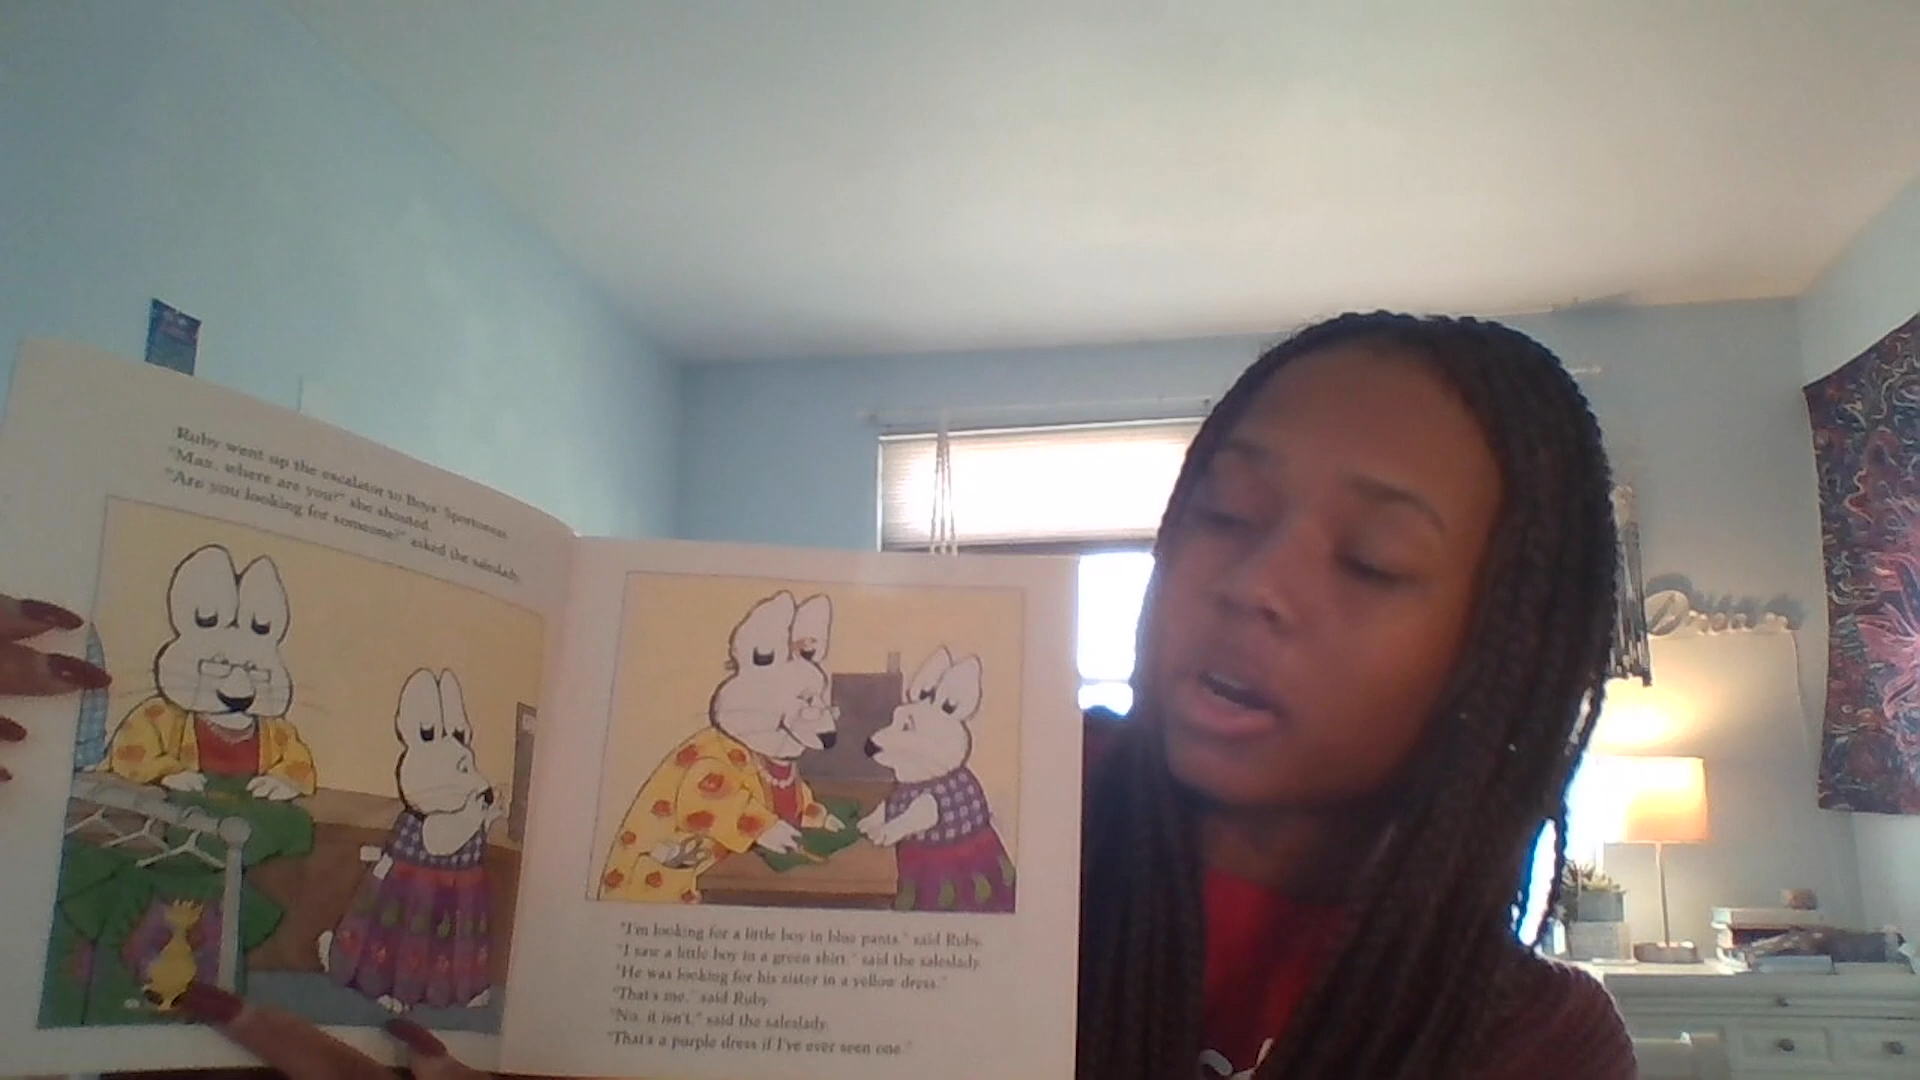 Ruby went up the escalator to Boys' Sportswear.
"Max, where are you?" she shouted.
"Are you looking for someone?" asked the saleslady.
"I'm looking for a little boy in blue pants," said Ruby.
"I saw a little boy in a green shirt," said the saleslady.
"He was looking for his sister in a yellow dress."
"That's me," said Ruby.
"No, it isn't," said the saleslady.
"That's a purple dress if I've ever seen one."